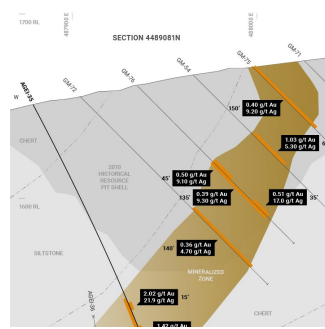 1700 RL
487900 E
SECTION 4489081N
488000 E
W
AGEI-35
GM-72
GM-76
GM-54
GM-75
GM-71
150'
0.40 g/t Au
9.20 g/t Ag
1.03 g/t Au
5.30 g/t Ag
CHERT
2010
HISTORICAL
RESOURCE
PIT SHELL
45'
0.50 g/t Au
9.10 g/t Ag
135'
0.39 g/t Au
9.30 g/t Ag
0.51 g/t Au
17.0 g/t Ag
35'
1600 RL
SILTSTONE
140'
0.36 g/t Au
4.70 g/t Ag
MINERALIZED
ZONE
AGEI-36
2.02 g/t Au
21.9 g/t Ag
15'
CHERT
1.42 g/t Au